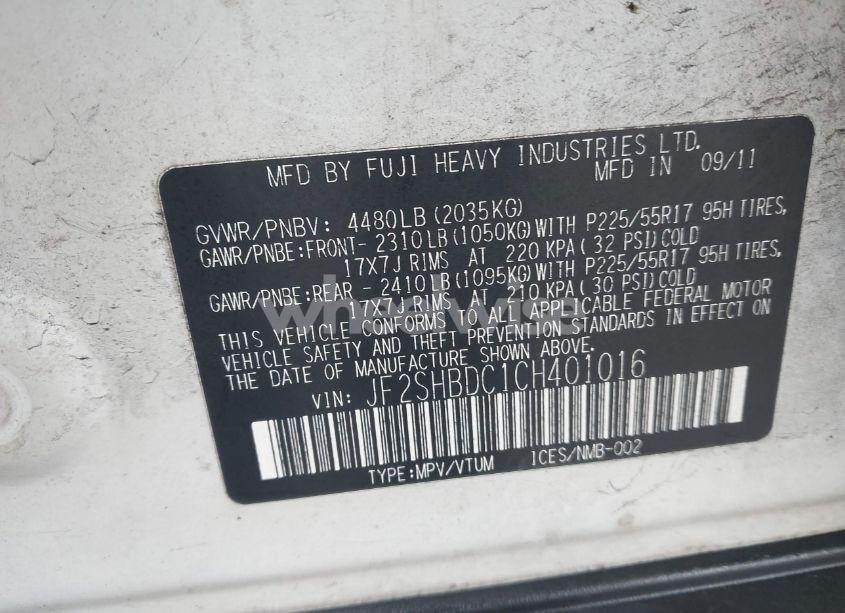 MFD BY FUJI HEAVY INDUSTRIES LTD.
MFD IN 09/11
GVWR/PNBV: 4480LB(2035KG)
GAWR/PNBE:FRONT- 2310LB(1050KG)WITH P225/55R17 95H TIRES,
17X7J RIMS AT 220 KPA( 32 PSI)COLD
GAWR/PNBE:REAR - 2410LB(1095KG)WITH P225/55R17 95H TIRES,
17X7J RIMS AT 210 KPA( 30 PSI)COLD
THIS VEHICLE CONFORMS TO ALL APPLICABLE FEDERAL MOTOR
VEHICLE SAFETY AND THEFT PREVENTION STANDARDS IN EFFECT ON
THE DATE OF MANUFACTURE SHOWN ABOVE.
VIN: JF2SHBDC1CH401016
TYPE:MPV/VTUM ICES/NMB-002